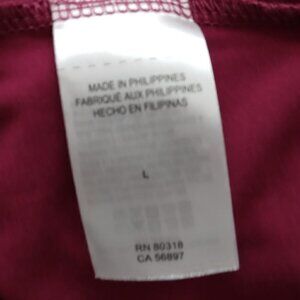 MADE IN PHILIPPINES
FABRIQUÉ AUX PHILIPPINES
HECHO EN FILIPINAS
L
RN 80318
CA 56897